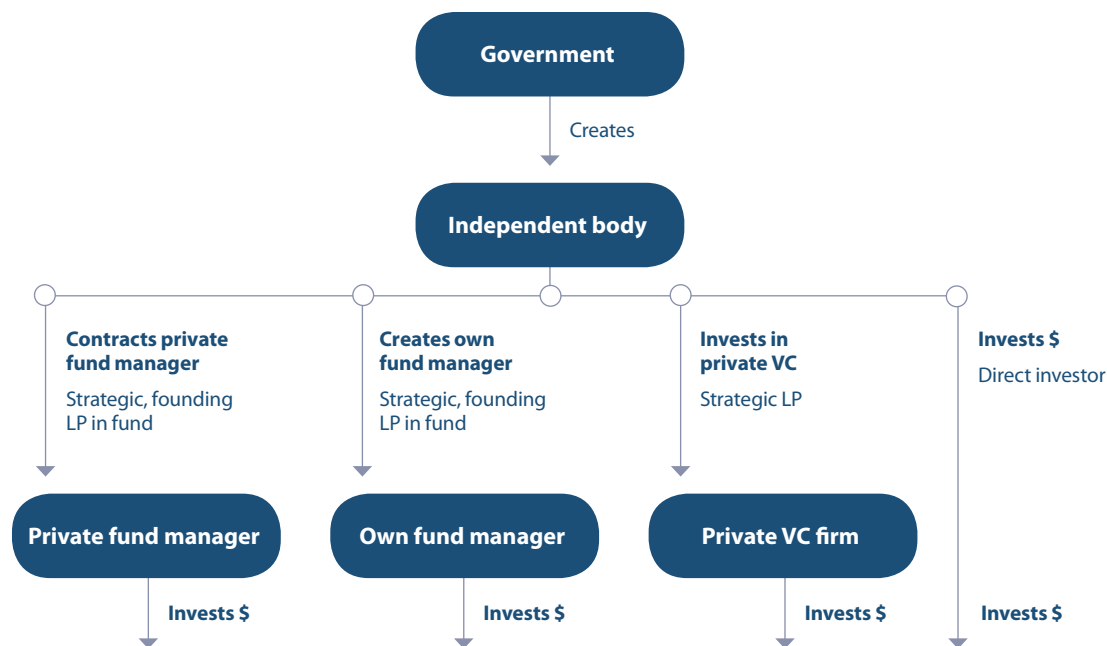 Government
Creates
Independent body
Contracts private
fund manager
Strategic, founding
LP in fund
Creates own
fund manager
Strategic, founding
LP in fund
Invests in
private VC
Strategic LP
Invests $
Direct investor
Private fund manager
Own fund manager
Private VC firm
Invests $
Invests $
Invests $
Invests $